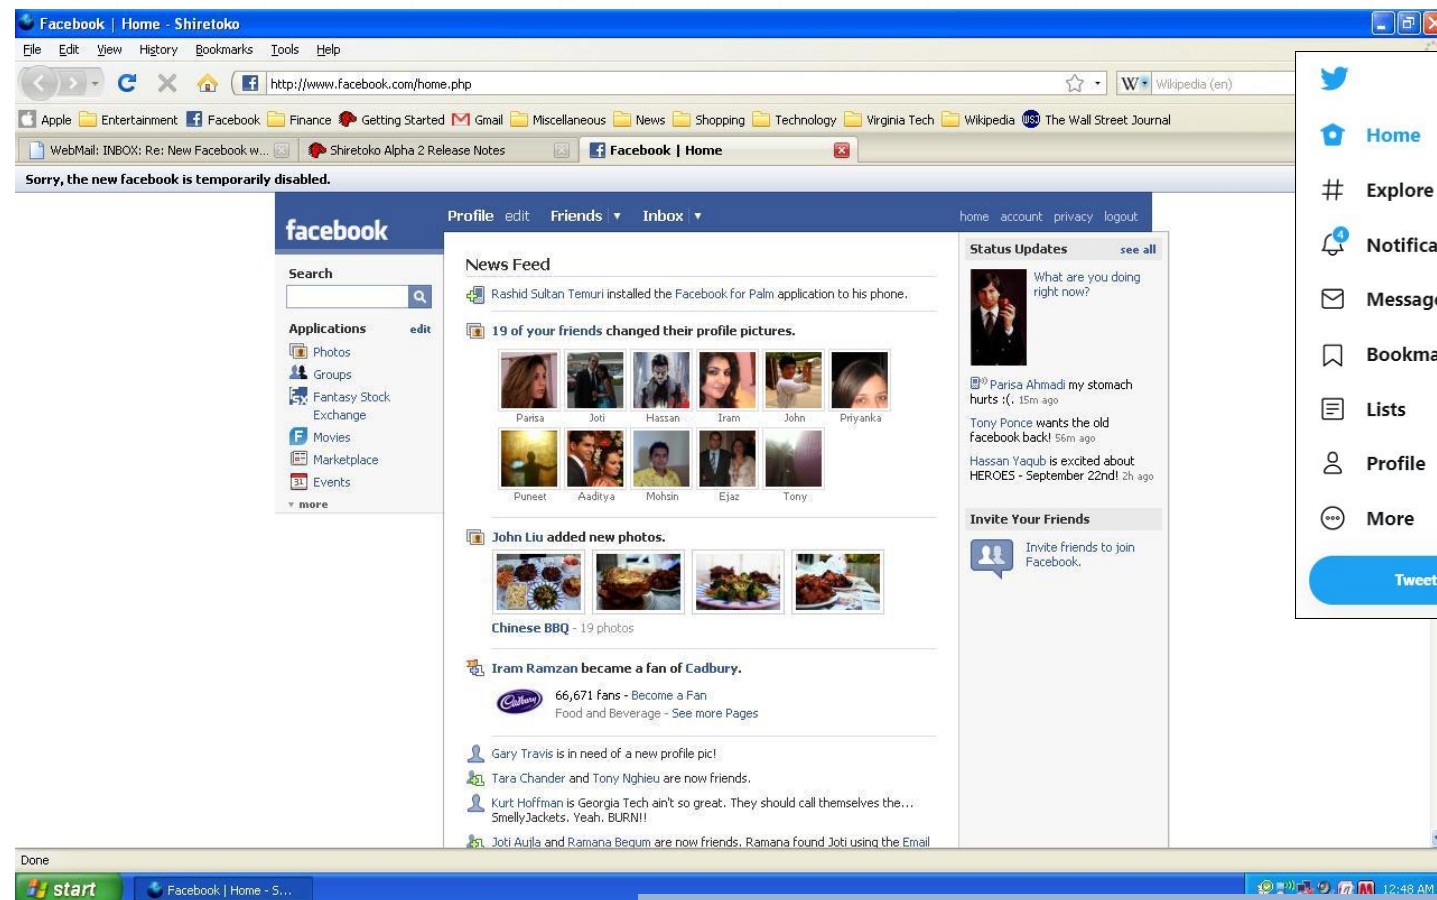 Facebook | Home - Shiretoko
File Edit View History Bookmarks Tools Help
http://www.facebook.com/home.php
W Wikipedia (en)
Apple Entertainment Facebook Finance Getting Started Gmail Miscellaneous News Shopping Technology Virginia Tech Wikipedia WSJ The Wall Street Journal
WebMail: INBOX: Re: New Facebook w... Shiretoko Alpha 2 Release Notes Facebook | Home
Sorry, the new facebook is temporarily disabled.
facebook
Profile edit Friends Inbox
home account privacy logout
Search
Applications edit
Photos
Groups
Fantasy Stock
Exchange
Movies
Marketplace
31 Events
more
News Feed
Rashid Sultan Temuri installed the Facebook for Palm application to his phone.
19 of your friends changed their profile pictures.
Parisa Joti Hassan Iram John Priyanka
Puneet Aaditya Mohsin Ejaz Tony
John Liu added new photos.
Chinese BBQ - 19 photos
Iram Ramzan became a fan of Cadbury.
Cadbury
66,671 fans - Become a Fan
Food and Beverage - See more Pages
Gary Travis is in need of a new profile pic!
Tara Chander and Tony Nghieu are now friends.
Kurt Hoffman is Georgia Tech ain't so great. They should call themselves the...
SmellyJackets. Yeah. BURN!!
Joti Aujla and Ramana Begum are now friends. Ramana found Joti using the Email
Status Updates see all
What are you doing
right now?
Parisa Ahmadi my stomach
hurts :(. 15m ago
Tony Ponce wants the old
facebook back! 56m ago
Hassan Yaqub is excited about
HEROES - September 22nd! 2h ago
Invite Your Friends
Invite friends to join
Facebook.
Home
Explore
4
Notifica
Message
Bookma
Lists
Profile
More
Tweet
Done
start Facebook | Home - S...
12:48 AM